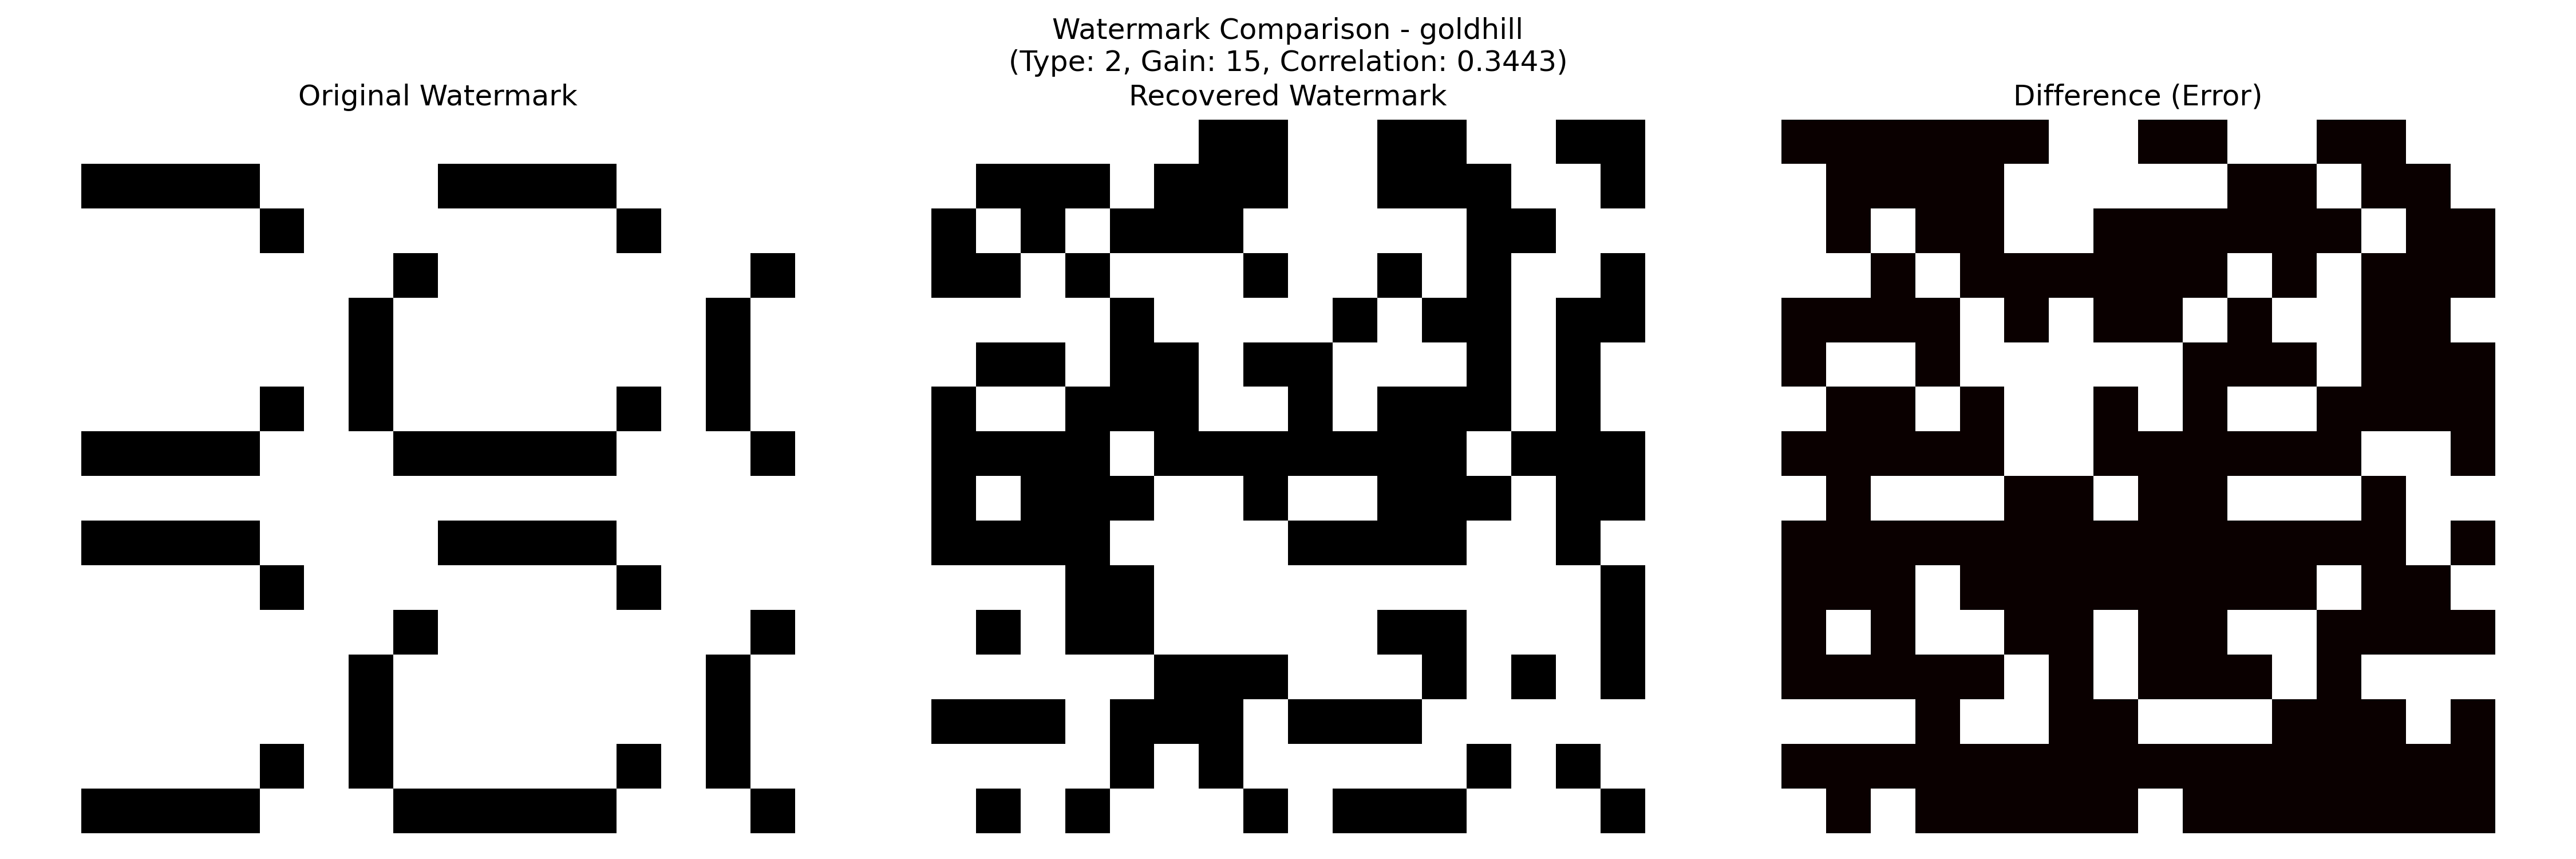 Watermark Comparison - goldhill
(Type: 2, Gain: 15, Correlation: 0.3443)
Original Watermark
Recovered Watermark
Difference (Error)